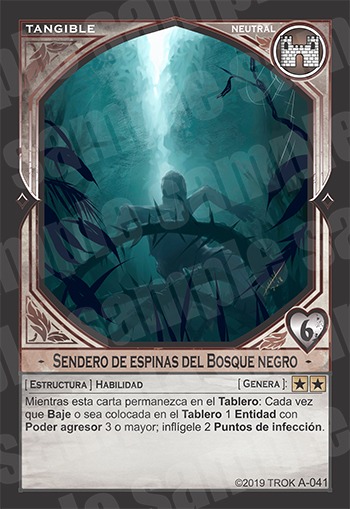 TANGIBLE
NEUTRAL
6
- SENDERO DE ESPINAS DEL BOSQUE NEGRO -
[ ESTRUCTURA ] HABILIDAD
[ GENERA ]: ★ ★
Mientras esta carta permanezca en el Tablero: Cada vez
que Baje o sea colocada en el Tablero 1 Entidad con
Poder agresor 3 o mayor; inflígele 2 Puntos de infección.
©2019 TROK A-041
Sample